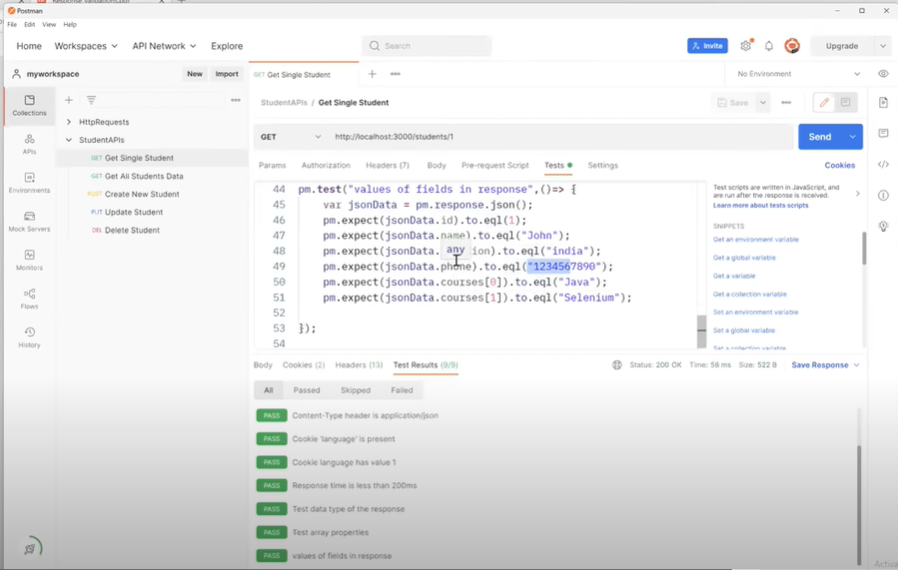 Postman
File Edit View Help
Home Workspaces API Network Explore
Search
Invite
Upgrade
myworkspace
New Import
GET Get Single Student
No Environment
Collections
APIs
Environments
Mock Servers
Monitors
Flows
History
HttpRequests
StudentAPIs
GET Get Single Student
GET Get All Students Data
POST Create New Student
PUT Update Student
DEL Delete Student
StudentAPIs / Get Single Student
Save
GET http://localhost:3000/students/1
Send
Params Authorization Headers (7) Body Pre-request Script Tests Settings
Cookies
44 pm.test("values of fields in response",()=> {
45 var jsonData = pm.response.json();
46 pm.expect(jsonData.id).to.eql(1);
47 pm.expect(jsonData.name).to.eql("John");
48 pm.expect(jsonData. ion).to.eql("india");
any
49 pm.expect(jsonData.phone).to.eql("1234567890");
50 pm.expect(jsonData.courses[0]).to.eql("Java");
51 pm.expect(jsonData.courses[1]).to.eql("Selenium");
52
53 });
54
Test scripts are written in JavaScript, and
are run after the response is received.
Learn more about tests scripts
SNIPPETS
Get an environment variable
Get a global variable
Get a variable
Get a collection variable
Set an environment variable
Set a global variable
Set a collection variable
Body Cookies (2) Headers (13) Test Results (9/9)
Status: 200 OK Time: 56 ms Size: 522 B Save Response
All Passed Skipped Failed
PASS Content-Type header is application/json
PASS Cookie 'language' is present
PASS Cookie language has value 1
PASS Response time is less than 200ms
PASS Test data type of the response
PASS Test array properties
PASS values of fields in response